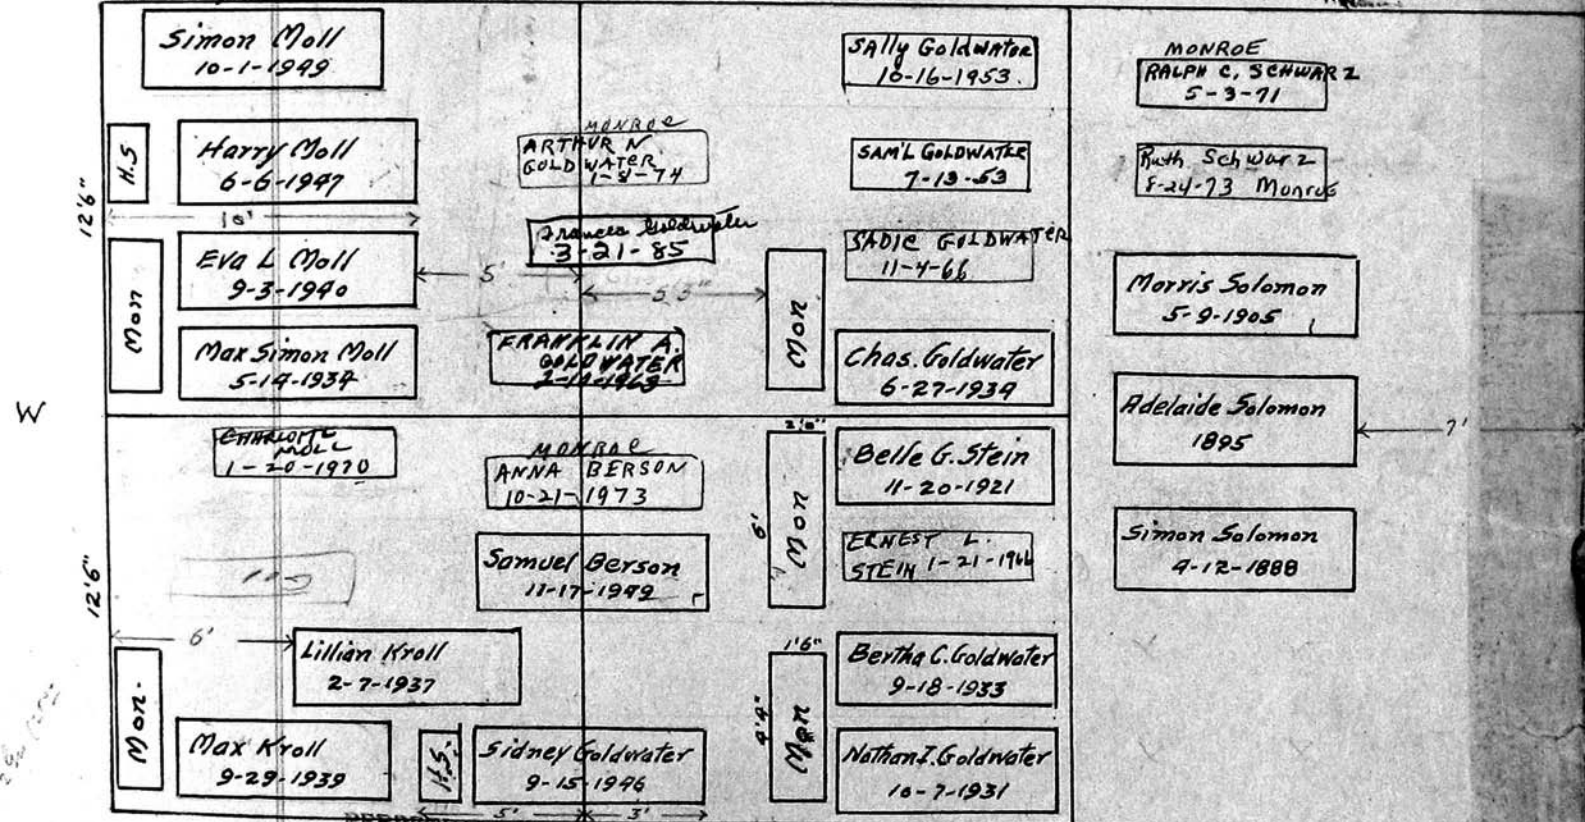 Simon Moll
10-1-1949
H.S
Harry Moll
6-6-1947
12'6"
10'
Mon
Eva L Moll
9-3-1940
5'
Max Simon Moll
5-14-1934
MONROE
ARTHUR N.
GOLDWATER
1-8-74
Frances Goldwater
3-21-85
5'3"
FRANKLIN A.
GOLDWATER
SAlly Goldwater
10-16-1953.
SAM'L GOLDWATER
7-13-53
SADIE GOLDWATER
11-4-66
Mon
Chas. Goldwater
6-27-1934
MONROE
RALPH C. SCHWARZ
5-3-71
Ruth Schwarz
8-24-73 Monroe
Morris Solomon
5-9-1905
Adelaide Solomon
1895
7'
Simon Solomon
4-12-1888
W
CHARLOTTE
MOLL
1-20-1970
12'6"
6'
Lillian Kroll
2-7-1937
Mon.
Max Kroll
9-29-1939
MONROE
ANNA BERSON
10-21-1973
Samuel Berson
11-17-1949
H.S.
Sidney Goldwater
9-15-1946
5'
3'
6'
Mon
Belle G. Stein
11-20-1921
ERNEST L.
STEIN 1-21-1966
1'6"
4'4"
Mon
Bertha C. Goldwater
9-18-1933
Nathan I. Goldwater
10-7-1931